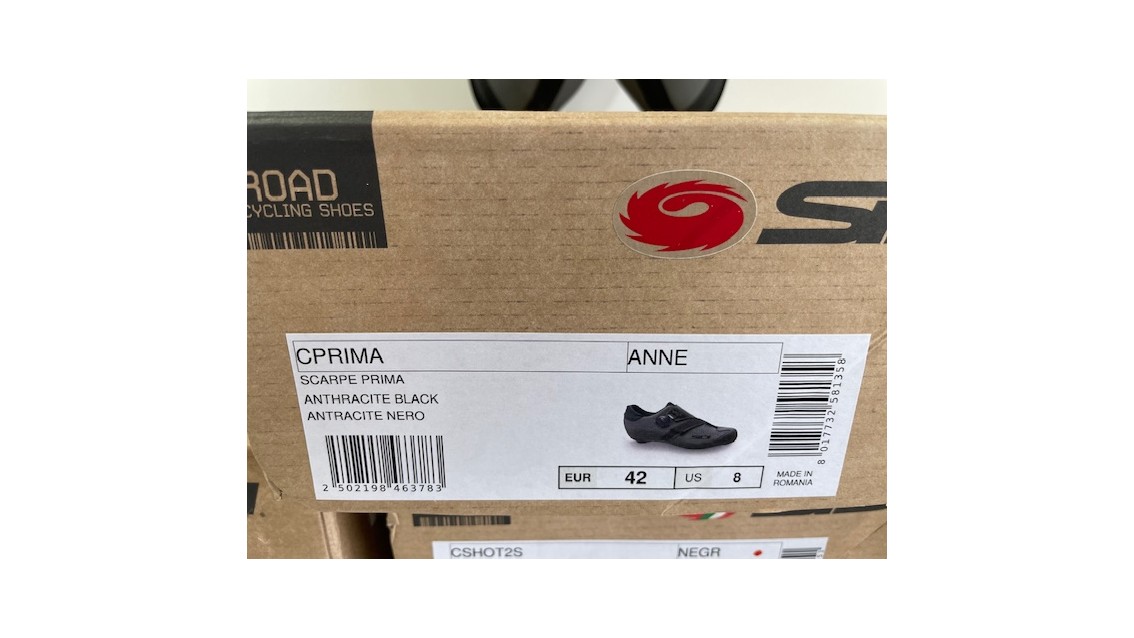 ROAD
CYCLING SHOES
CPRIMA
ANNE
SCARPE PRIMA
ANTHRACITE BLACK
ANTRACITE NERO
2 502198 463783
EUR 42 US 8
8 017732 581358
MADE IN
ROMANIA
CSHOT2S
NEGR